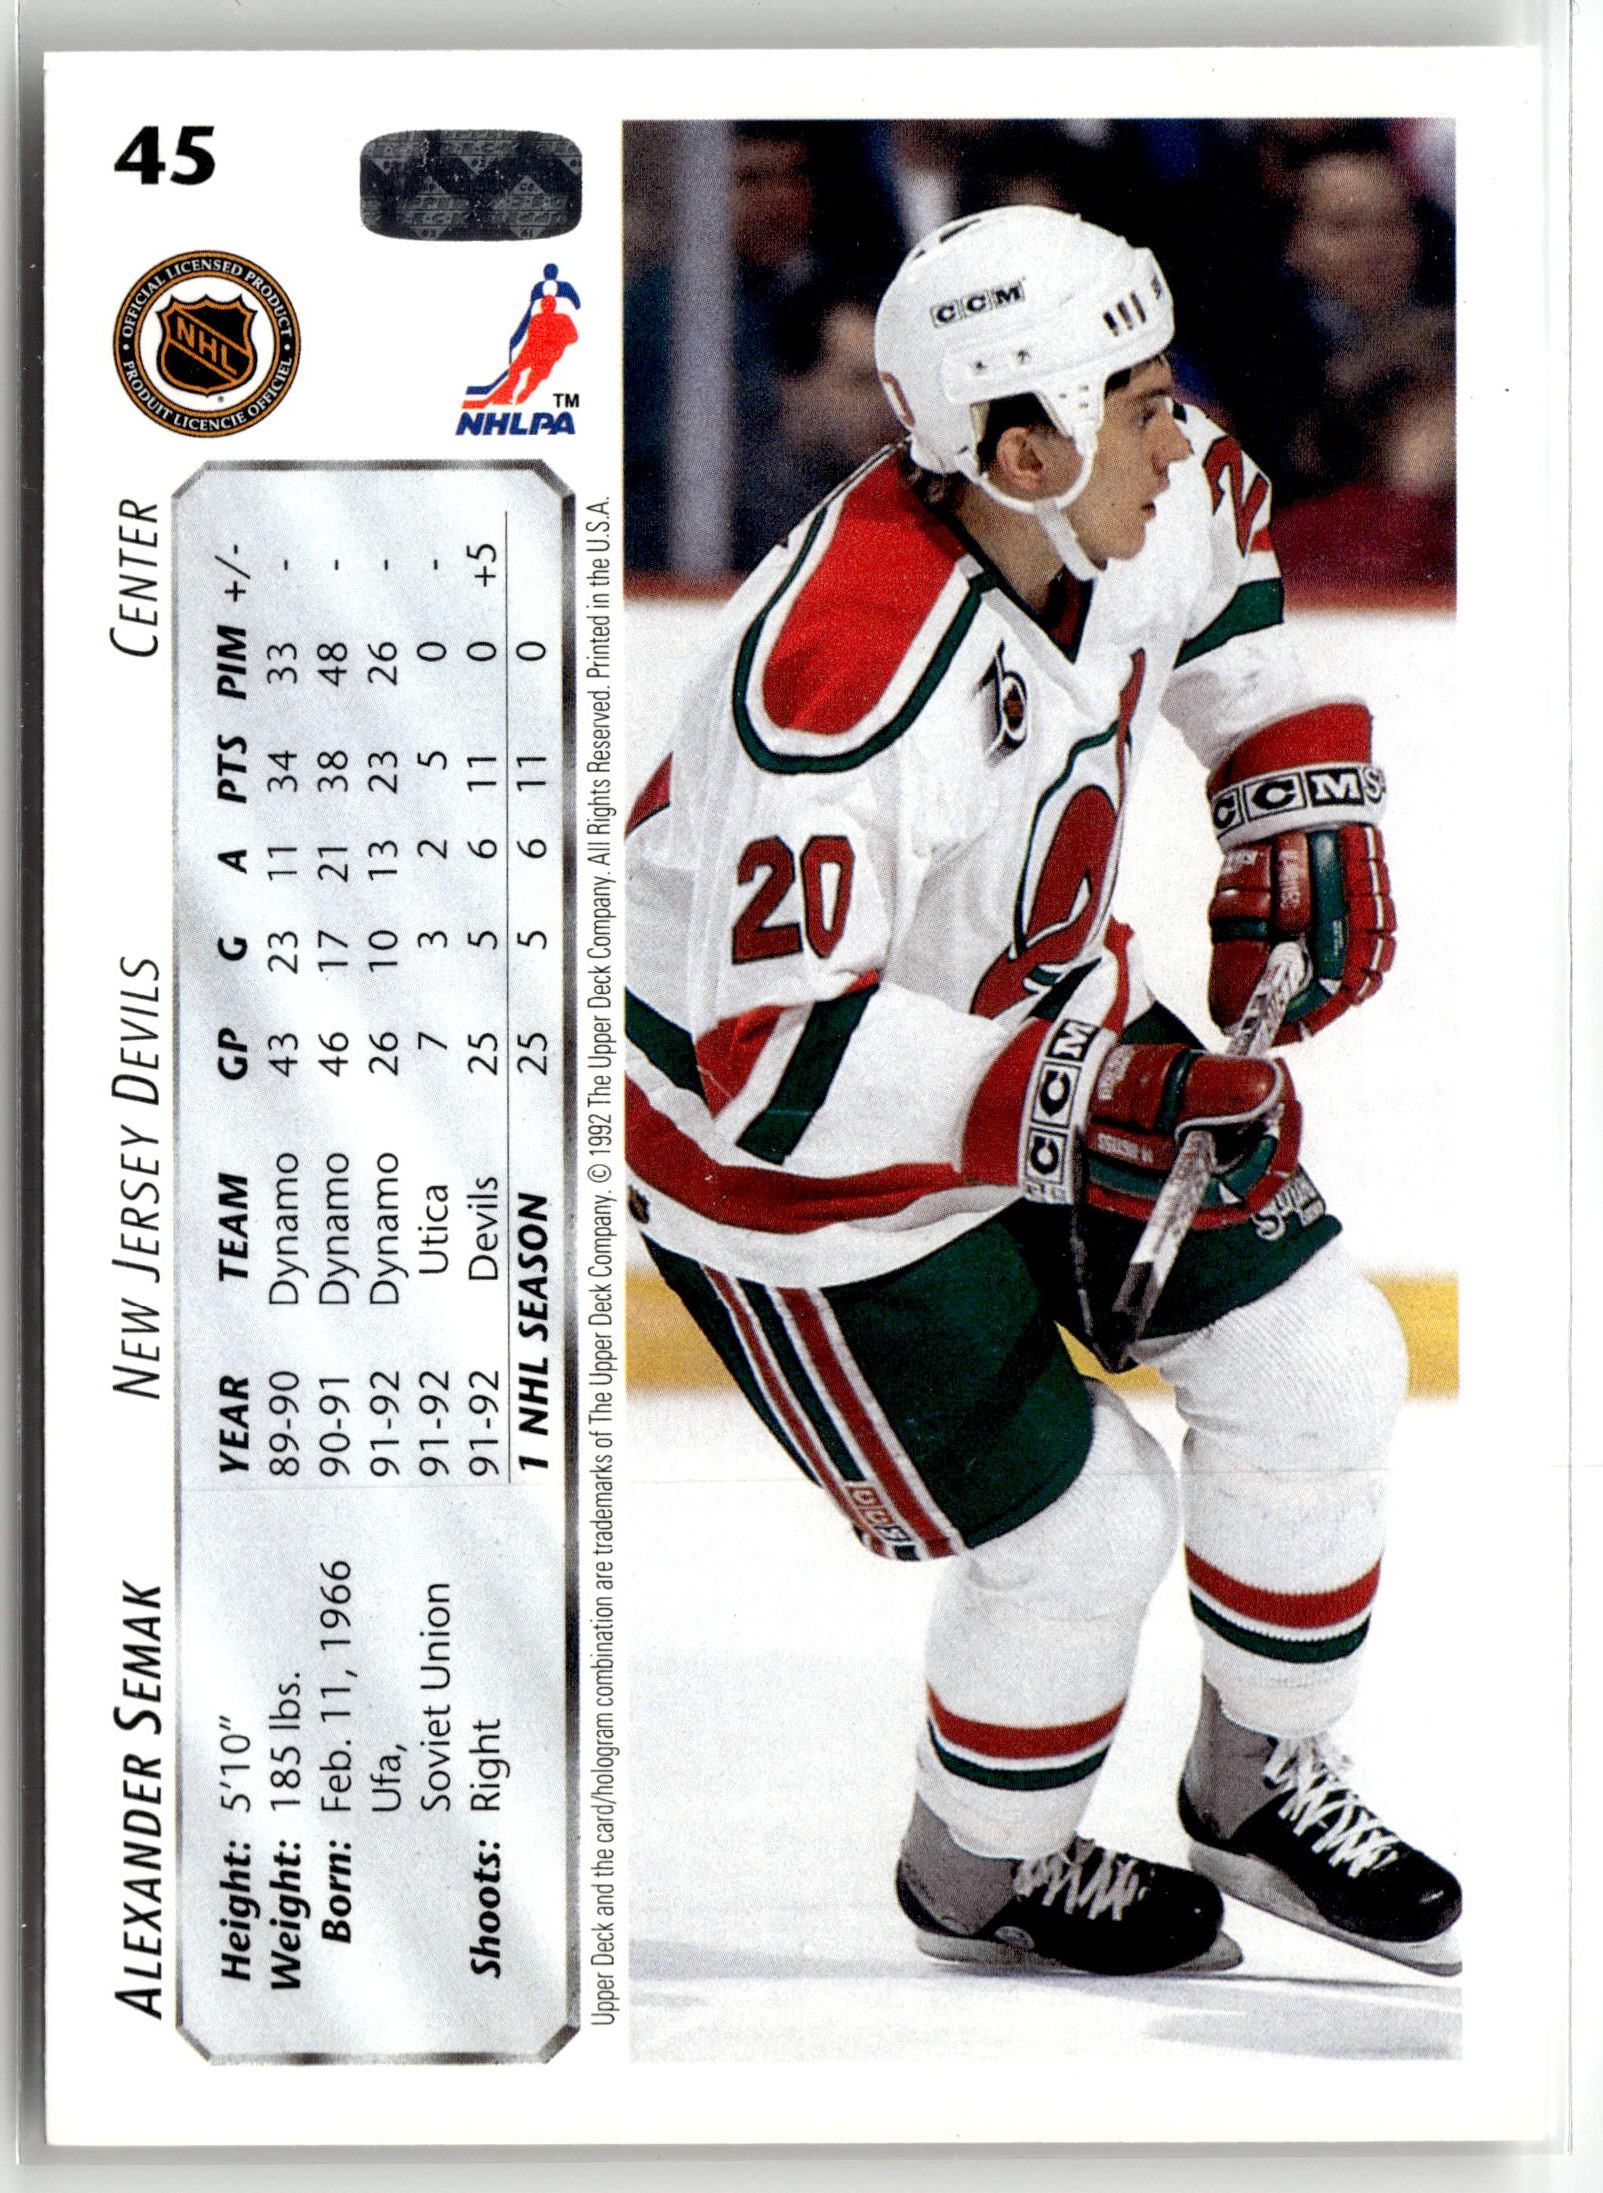 45
OFFICIAL LICENSED PRODUCT
NHL
PRODUIT LICENCIE OFFICIEL
NHLPA TM
ALEXANDER SEMAK NEW JERSEY DEVILS CENTER
Height: 5'10"
Weight: 185 lbs.
Born: Feb. 11, 1966
Ufa,
Soviet Union
Shoots: Right
YEAR TEAM GP G A PTS PIM +/-
89-90 Dynamo 43 23 11 34 33 -
90-91 Dynamo 46 17 21 38 48 -
91-92 Dynamo 26 10 13 23 26 -
91-92 Utica 7 3 2 5 0 -
91-92 Devils 25 5 6 11 0 +5
1 NHL SEASON 25 5 6 11 0
Upper Deck and the card/hologram combination are trademarks of The Upper Deck Company. © 1992 The Upper Deck Company. All Rights Reserved. Printed in the U.S.A.
CCM
2
75
20
CCM
CCM